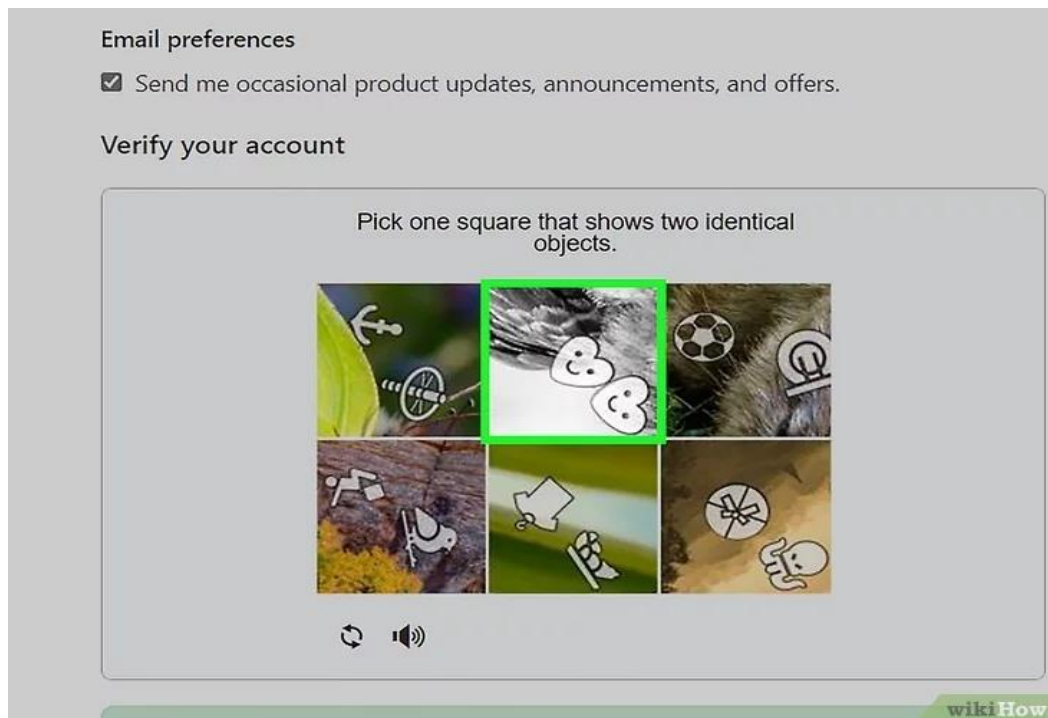 Email preferences
Send me occasional product updates, announcements, and offers.
Verify your account
Pick one square that shows two identical
objects.
wikiHow